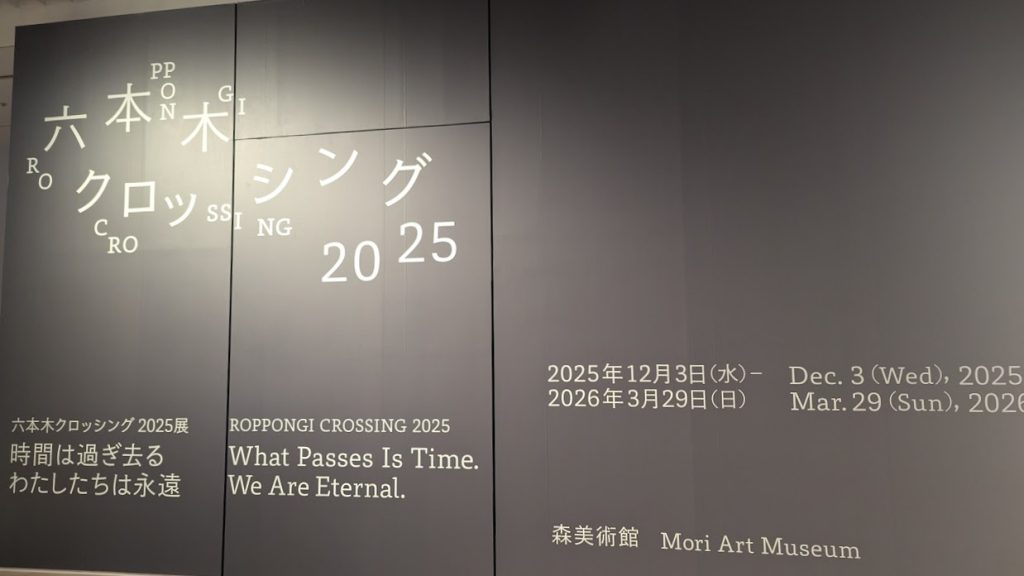 六本木
ROPPONGI
クロッシング
CROSSING
2025
六本木クロッシング 2025展
時間は過ぎ去る
わたしたちは永遠
ROPPONGI CROSSING 2025
What Passes Is Time.
We Are Eternal.
2025年12月3日(水)−
2026年3月29日(日)
Dec. 3 (Wed), 2025
Mar. 29 (Sun), 2026
森美術館 Mori Art Museum